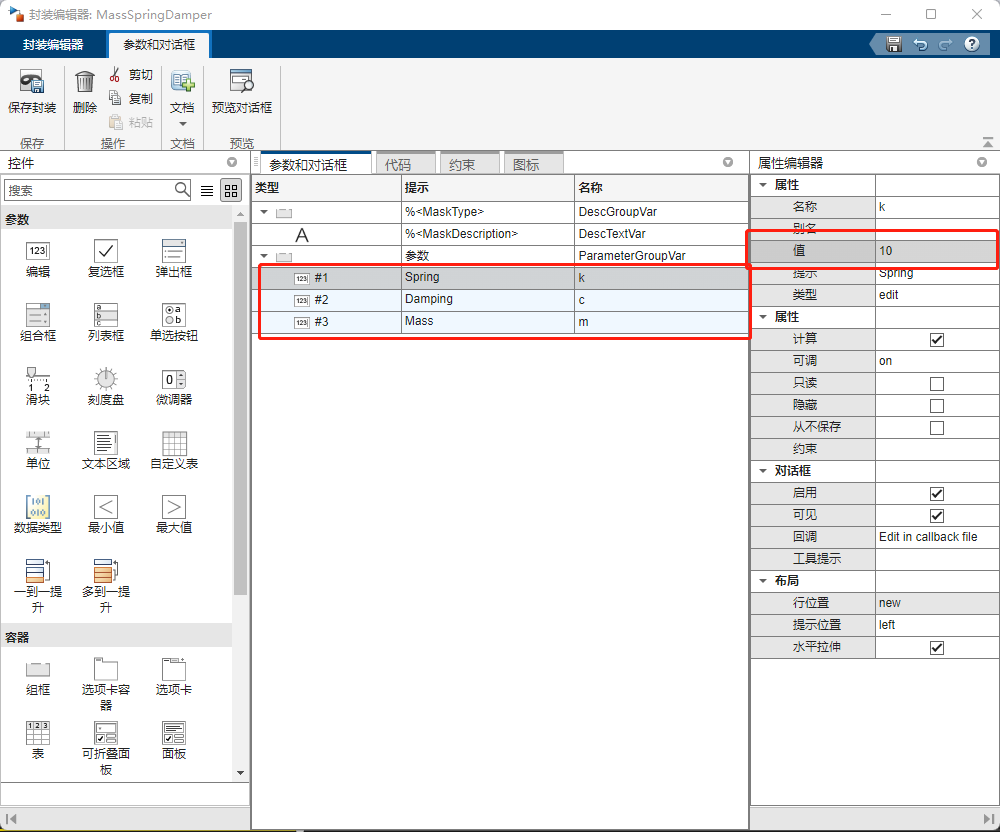 封装编辑器: MassSpringDamper
封装编辑器
参数和对话框
保存封装
删除
剪切
复制
粘贴
文档
预览对话框
保存
操作
文档
预览
控件
搜索
参数
编辑
复选框
弹出框
组合框
列表框
单选按钮
滑块
刻度盘
微调器
单位
文本区域
自定义表
数据类型
最小值
最大值
一到一提
升
多到一提
升
容器
组框
选项卡容
器
选项卡
表
可折叠面
板
面板
参数和对话框
代码
约束
图标
类型 提示 名称
%<MaskType> DescGroupVar
A %<MaskDescription> DescTextVar
参数 ParameterGroupVar
#1 Spring k
#2 Damping c
#3 Mass m
属性编辑器
属性
名称 k
别名
值 10
提示 Spring
类型 edit
属性
计算
可调 on
只读
隐藏
从不保存
约束
对话框
启用
可见
回调 Edit in callback file
工具提示
布局
行位置 new
提示位置 left
水平拉伸